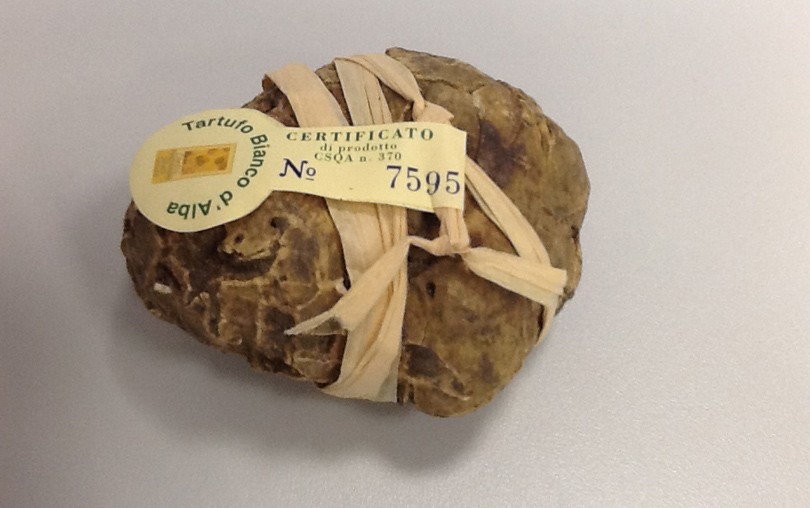 Tartufo Bianco d'Alba
CERTIFICATO
di prodotto
CSQA n. 370
Nº 7595